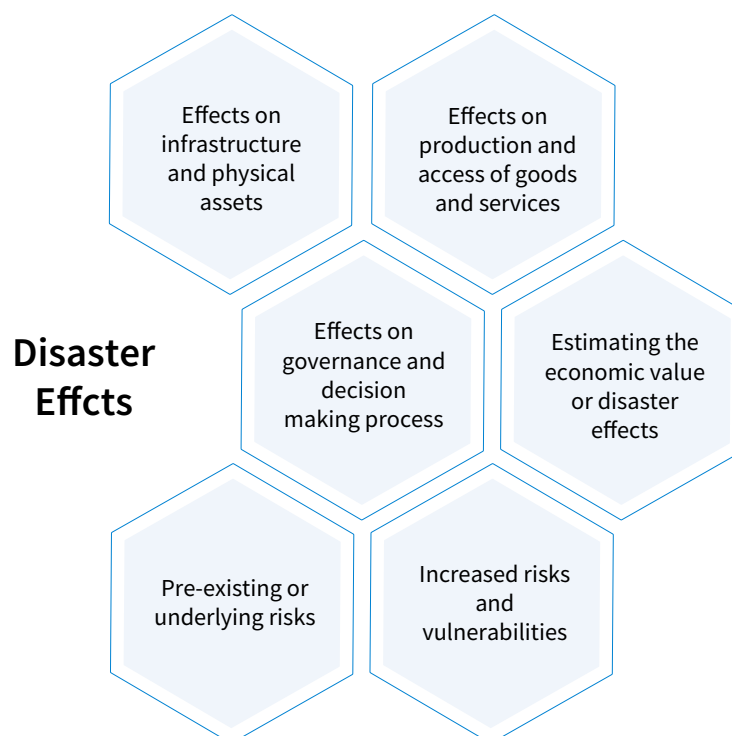 Effects on
infrastructure
and physical
assets
Effects on
production and
access of goods
and services
Disaster
Effcts
Effects on
governance and
decision
making process
Estimating the
economic value
or disaster
effects
Pre-existing or
underlying risks
Increased risks
and
vulnerabilities